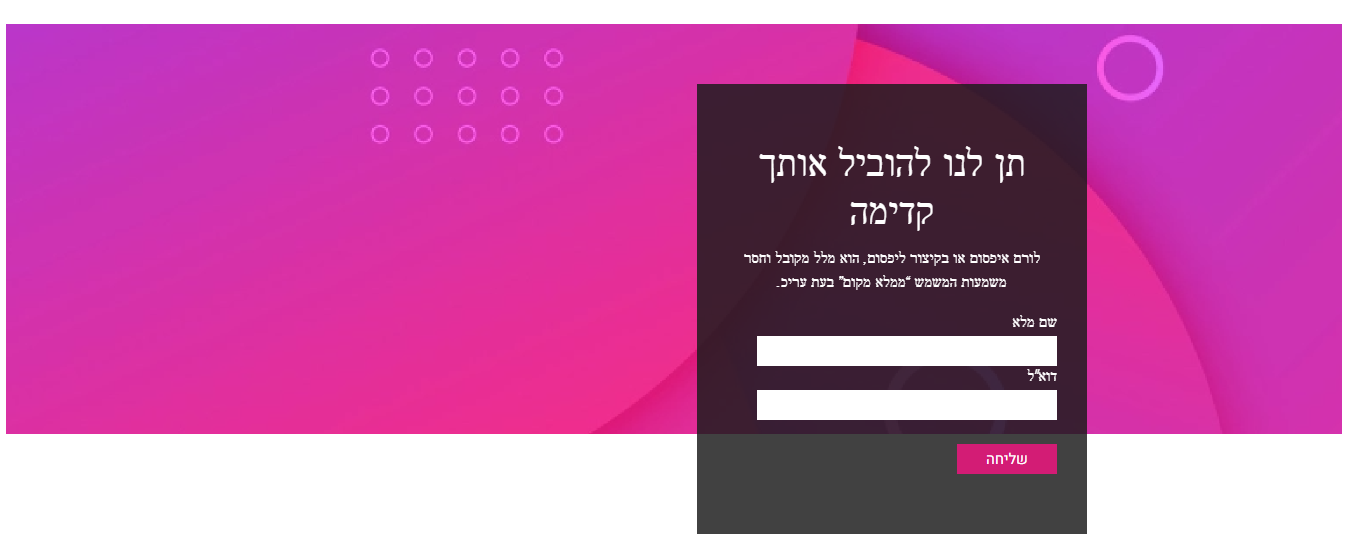 תן לנו להוביל אותך
קדימה
לורם איפסום או בקיצור ליפסום, הוא מלל מקובל וחסר
משמעות המשמש "ממלא מקום" בעת עריכ.
שם מלא
דוא"ל
שליחה